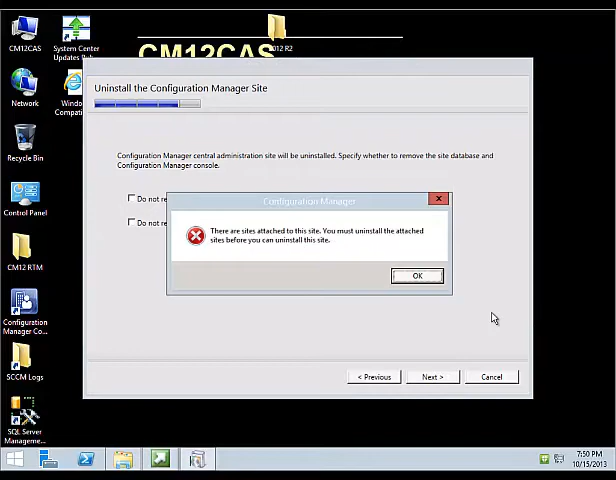 CM12CAS
System Center
Updates Pub...
2012 R2
CM12CAS
Network
Windo
Compati
Recycle Bin
Control Panel
CM12 RTM
Configuration
Manager Co...
SCCM Logs
SQL Server
Manageme...
Uninstall the Configuration Manager Site
Configuration Manager central administration site will be uninstalled. Specify whether to remove the site database and
Configuration Manager console.
Do not re
Do not re
Configuration Manager
There are sites attached to this site. You must uninstall the attached
sites before you can uninstall this site.
OK
< Previous
Next >
Cancel
7:50 PM
10/15/2013